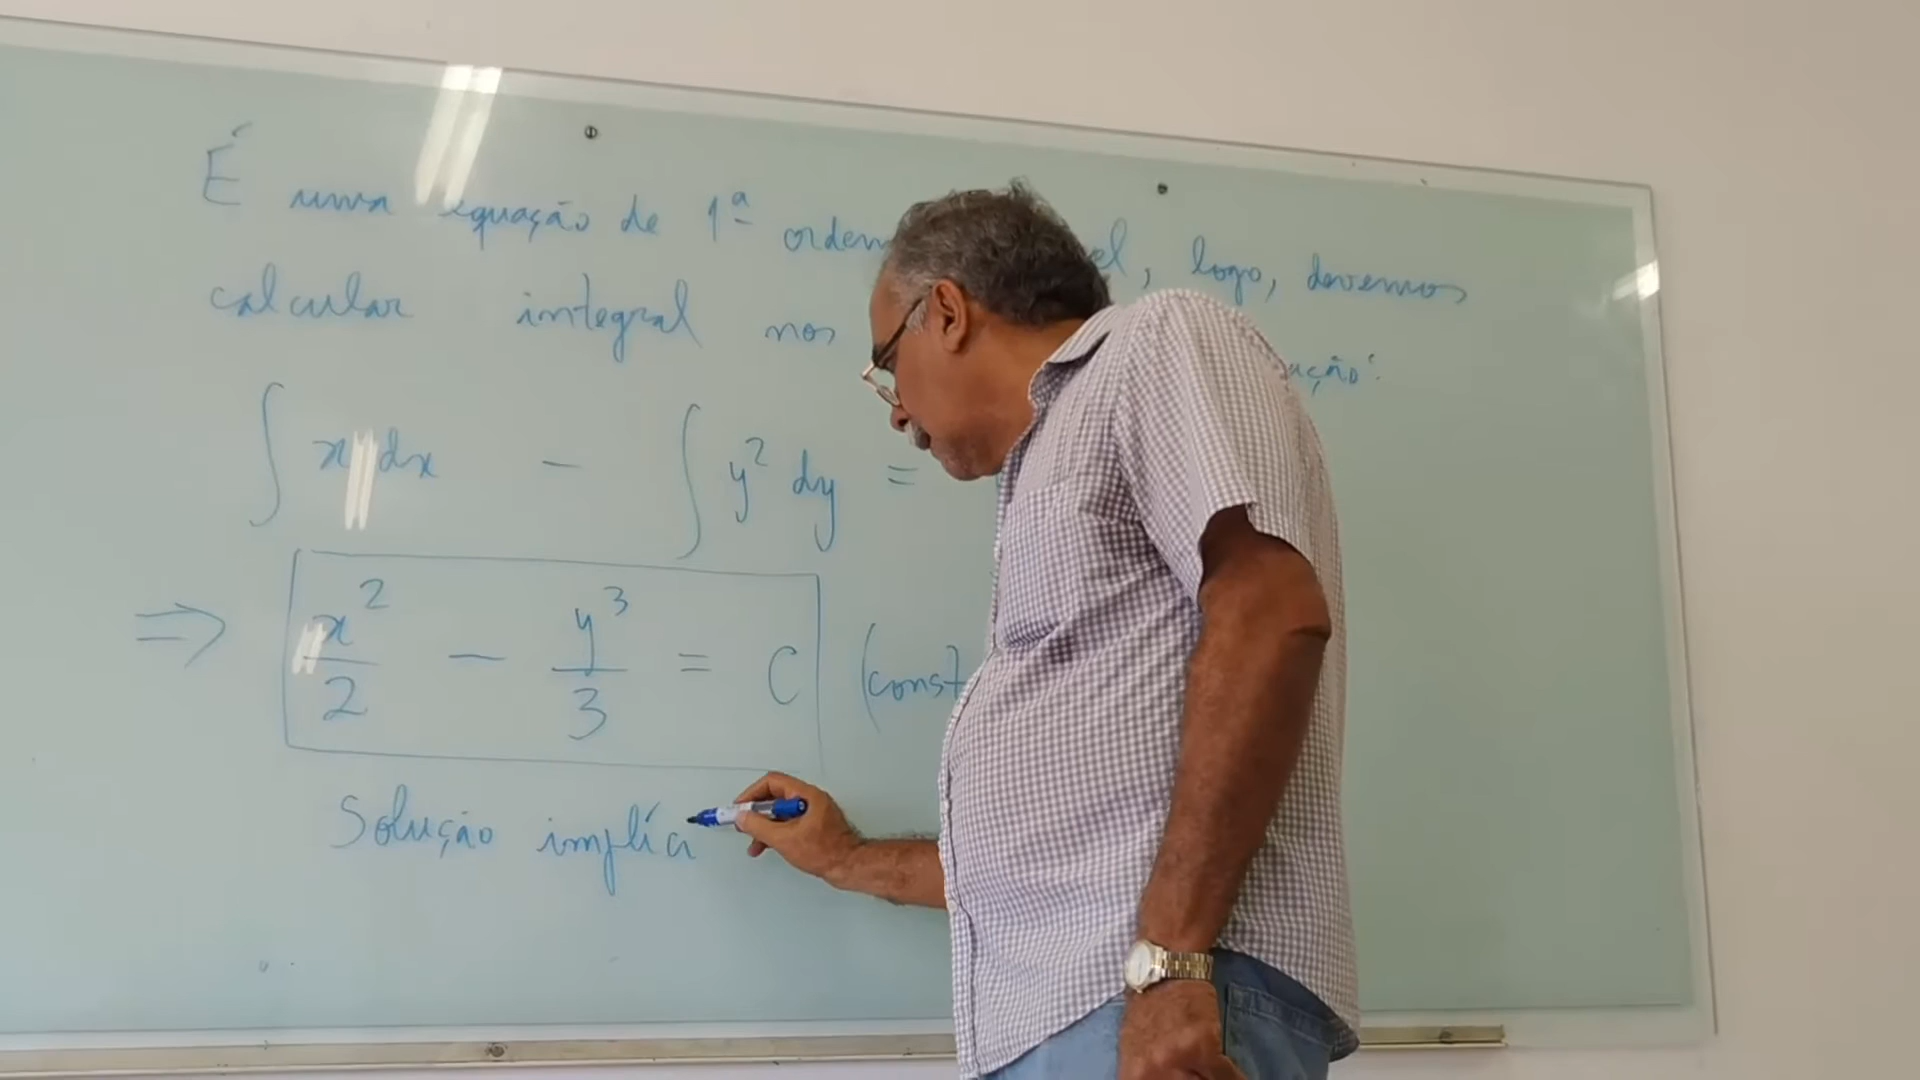 É uma equação de 1ª ordem , logo, devemos
calcular integral nos
∫ x dx - ∫ y² dy =
⇒ x²/2 - y³/3 = C (const
Solução implíci